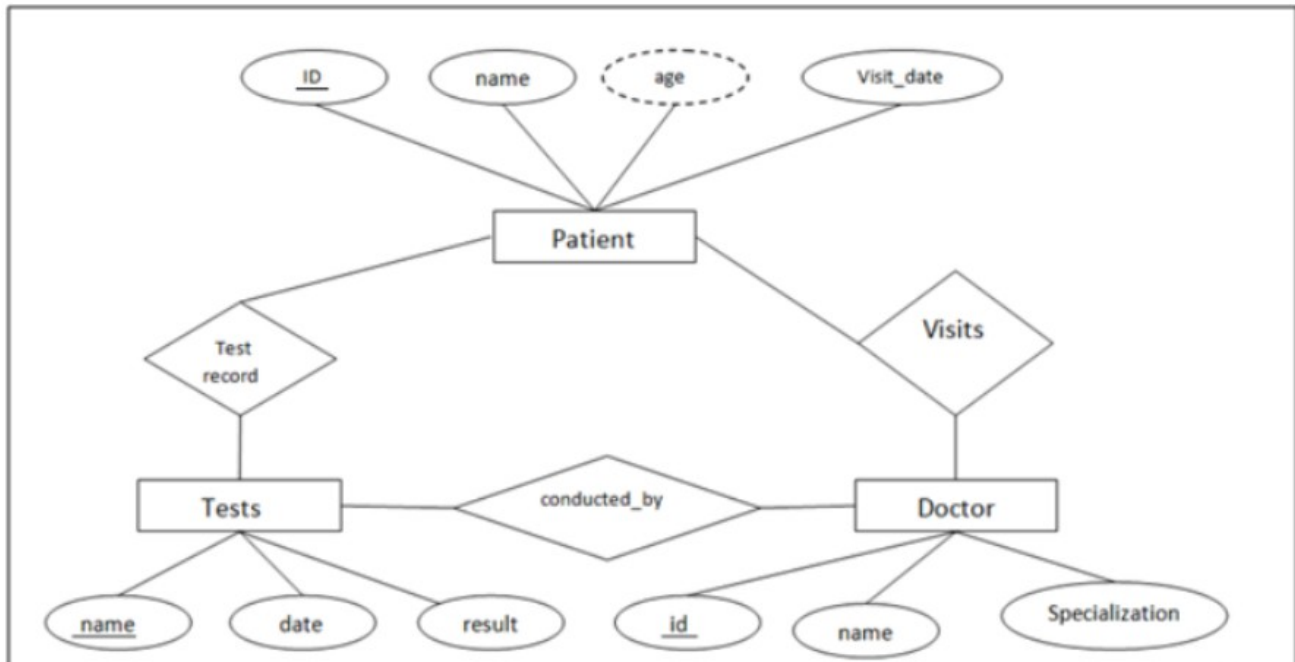 ID
name
age
Visit_date
Patient
Test
record
Visits
Tests
conducted_by
Doctor
name
date
result
id
name
Specialization